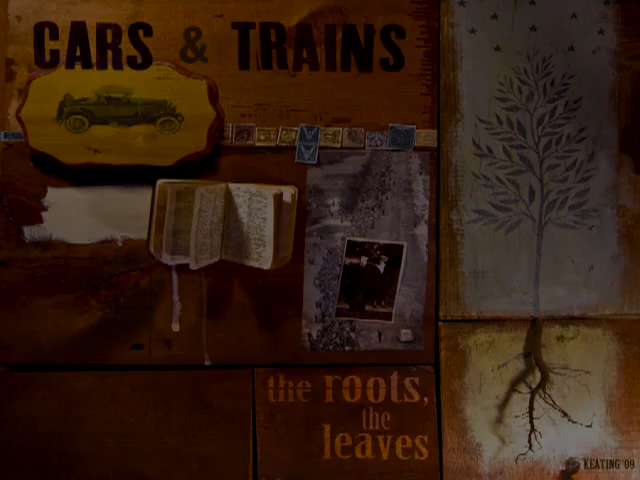 CARS & TRAINS
the roots,
the
leaves
KEATING '09